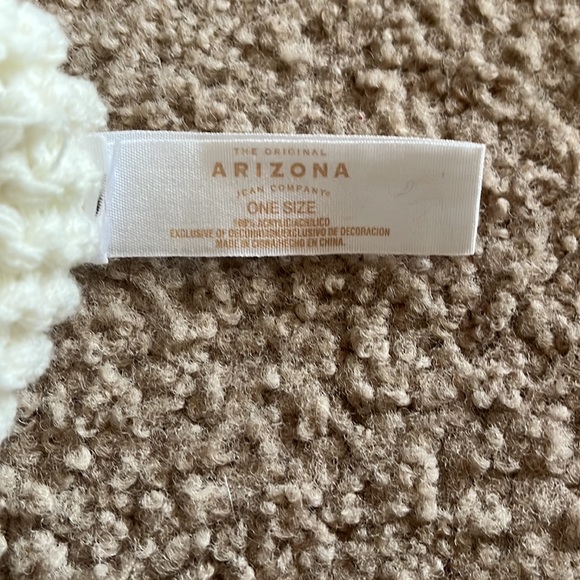 THE ORIGINAL
ARIZONA
JEAN COMPANY®
ONE SIZE
100% ACRYLIC/ACRILICO
EXCLUSIVE OF DECORATION/EXCLUSIVO DE DECORACION
MADE IN CHINA/HECHO EN CHINA.